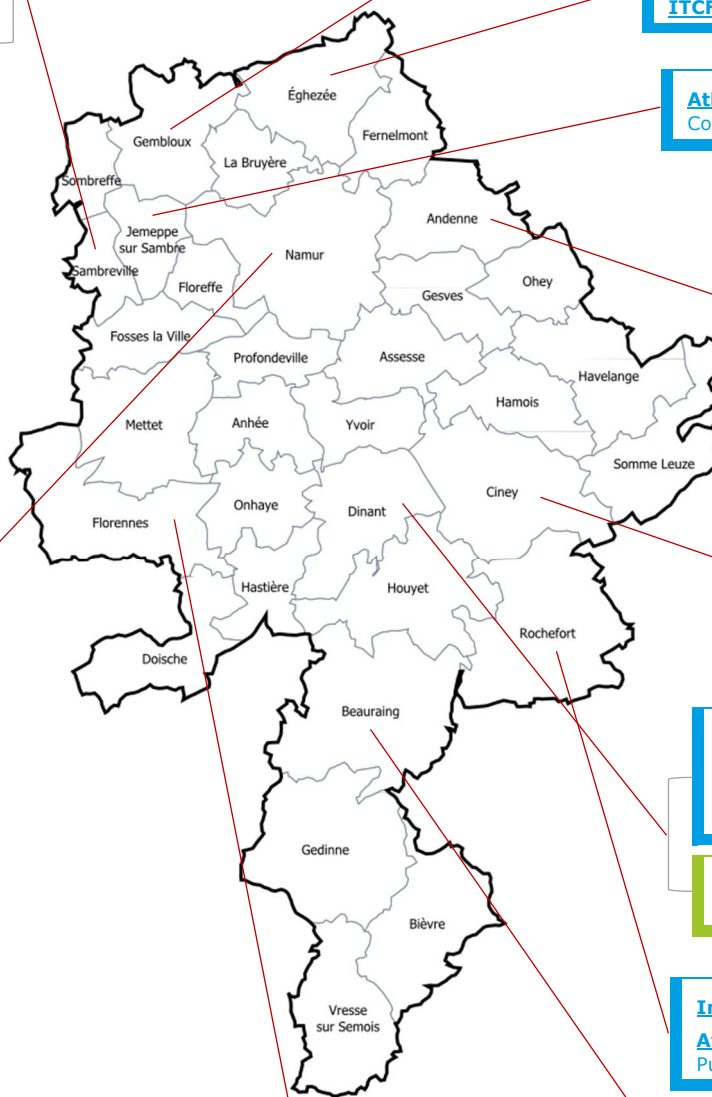 Éghezée
Gembloux
Fernelmont
La Bruyère
Sombreffe
Jemeppe
sur Sambre
Andenne
Namur
Sambreville
Floreffe
Gesves
Ohey
Fosses la Ville
Profondeville
Assesse
Havelange
Hamois
Mettet
Anhée
Yvoir
Somme Leuze
Ciney
Onhaye
Dinant
Florennes
Hastière
Houyet
Rochefort
Doische
Beauraing
Gedinne
Bièvre
Vresse
sur Semois